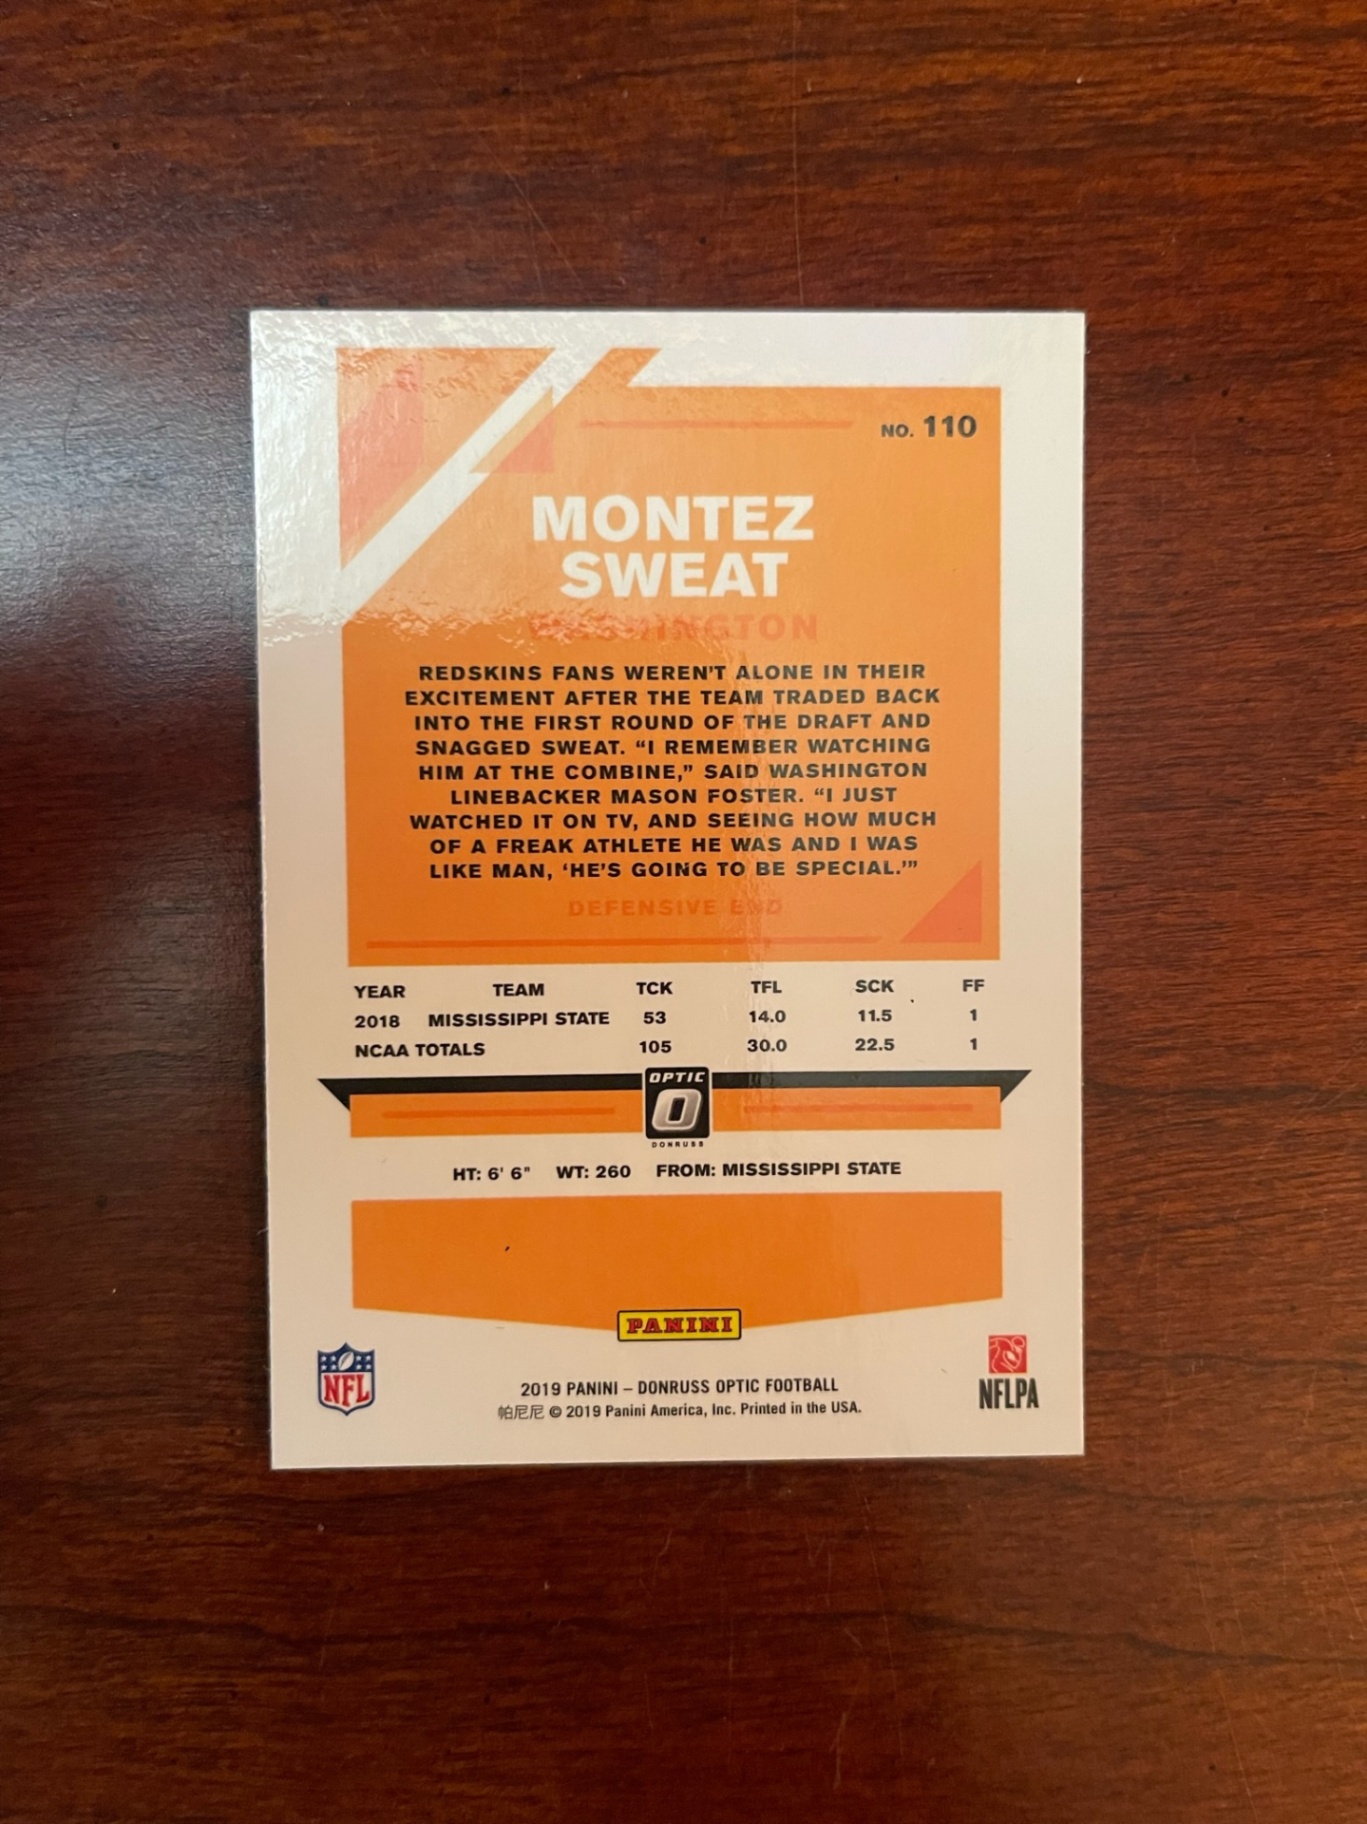 NO. 110
MONTEZ
SWEAT
WASHINGTON
REDSKINS FANS WEREN'T ALONE IN THEIR
EXCITEMENT AFTER THE TEAM TRADED BACK
INTO THE FIRST ROUND OF THE DRAFT AND
SNAGGED SWEAT. “I REMEMBER WATCHING
HIM AT THE COMBINE,” SAID WASHINGTON
LINEBACKER MASON FOSTER. “I JUST
WATCHED IT ON TV, AND SEEING HOW MUCH
OF A FREAK ATHLETE HE WAS AND I WAS
LIKE MAN, ‘HE'S GOING TO BE SPECIAL.’”
DEFENSIVE END
YEAR TEAM TCK TFL SCK FF
2018 MISSISSIPPI STATE 53 14.0 11.5 1
NCAA TOTALS 105 30.0 22.5 1
OPTIC
O
DONRUSS
HT: 6' 6" WT: 260 FROM: MISSISSIPPI STATE
PANINI
NFL
NFLPA
2019 PANINI – DONRUSS OPTIC FOOTBALL
帕尼尼 © 2019 Panini America, Inc. Printed in the USA.